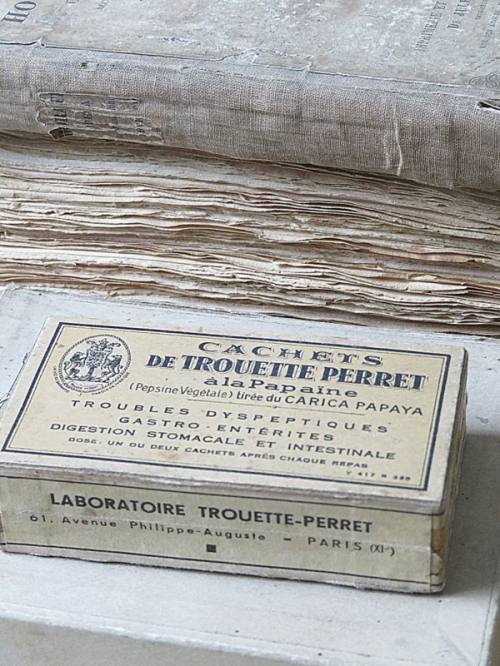 CACHETS
DE TROUETTE PERRET
à la Papaïne
(Pepsine Végétale) tirée du CARICA PAPAYA
TROUBLES DYSPEPTIQUES
GASTRO-ENTÉRITES
DIGESTION STOMACALE ET INTESTINALE
DOSE: UN OU DEUX CACHETS APRÈS CHAQUE REPAS
LABORATOIRE TROUETTE-PERRET
61, Avenue Philippe-Auguste – PARIS (XIe)